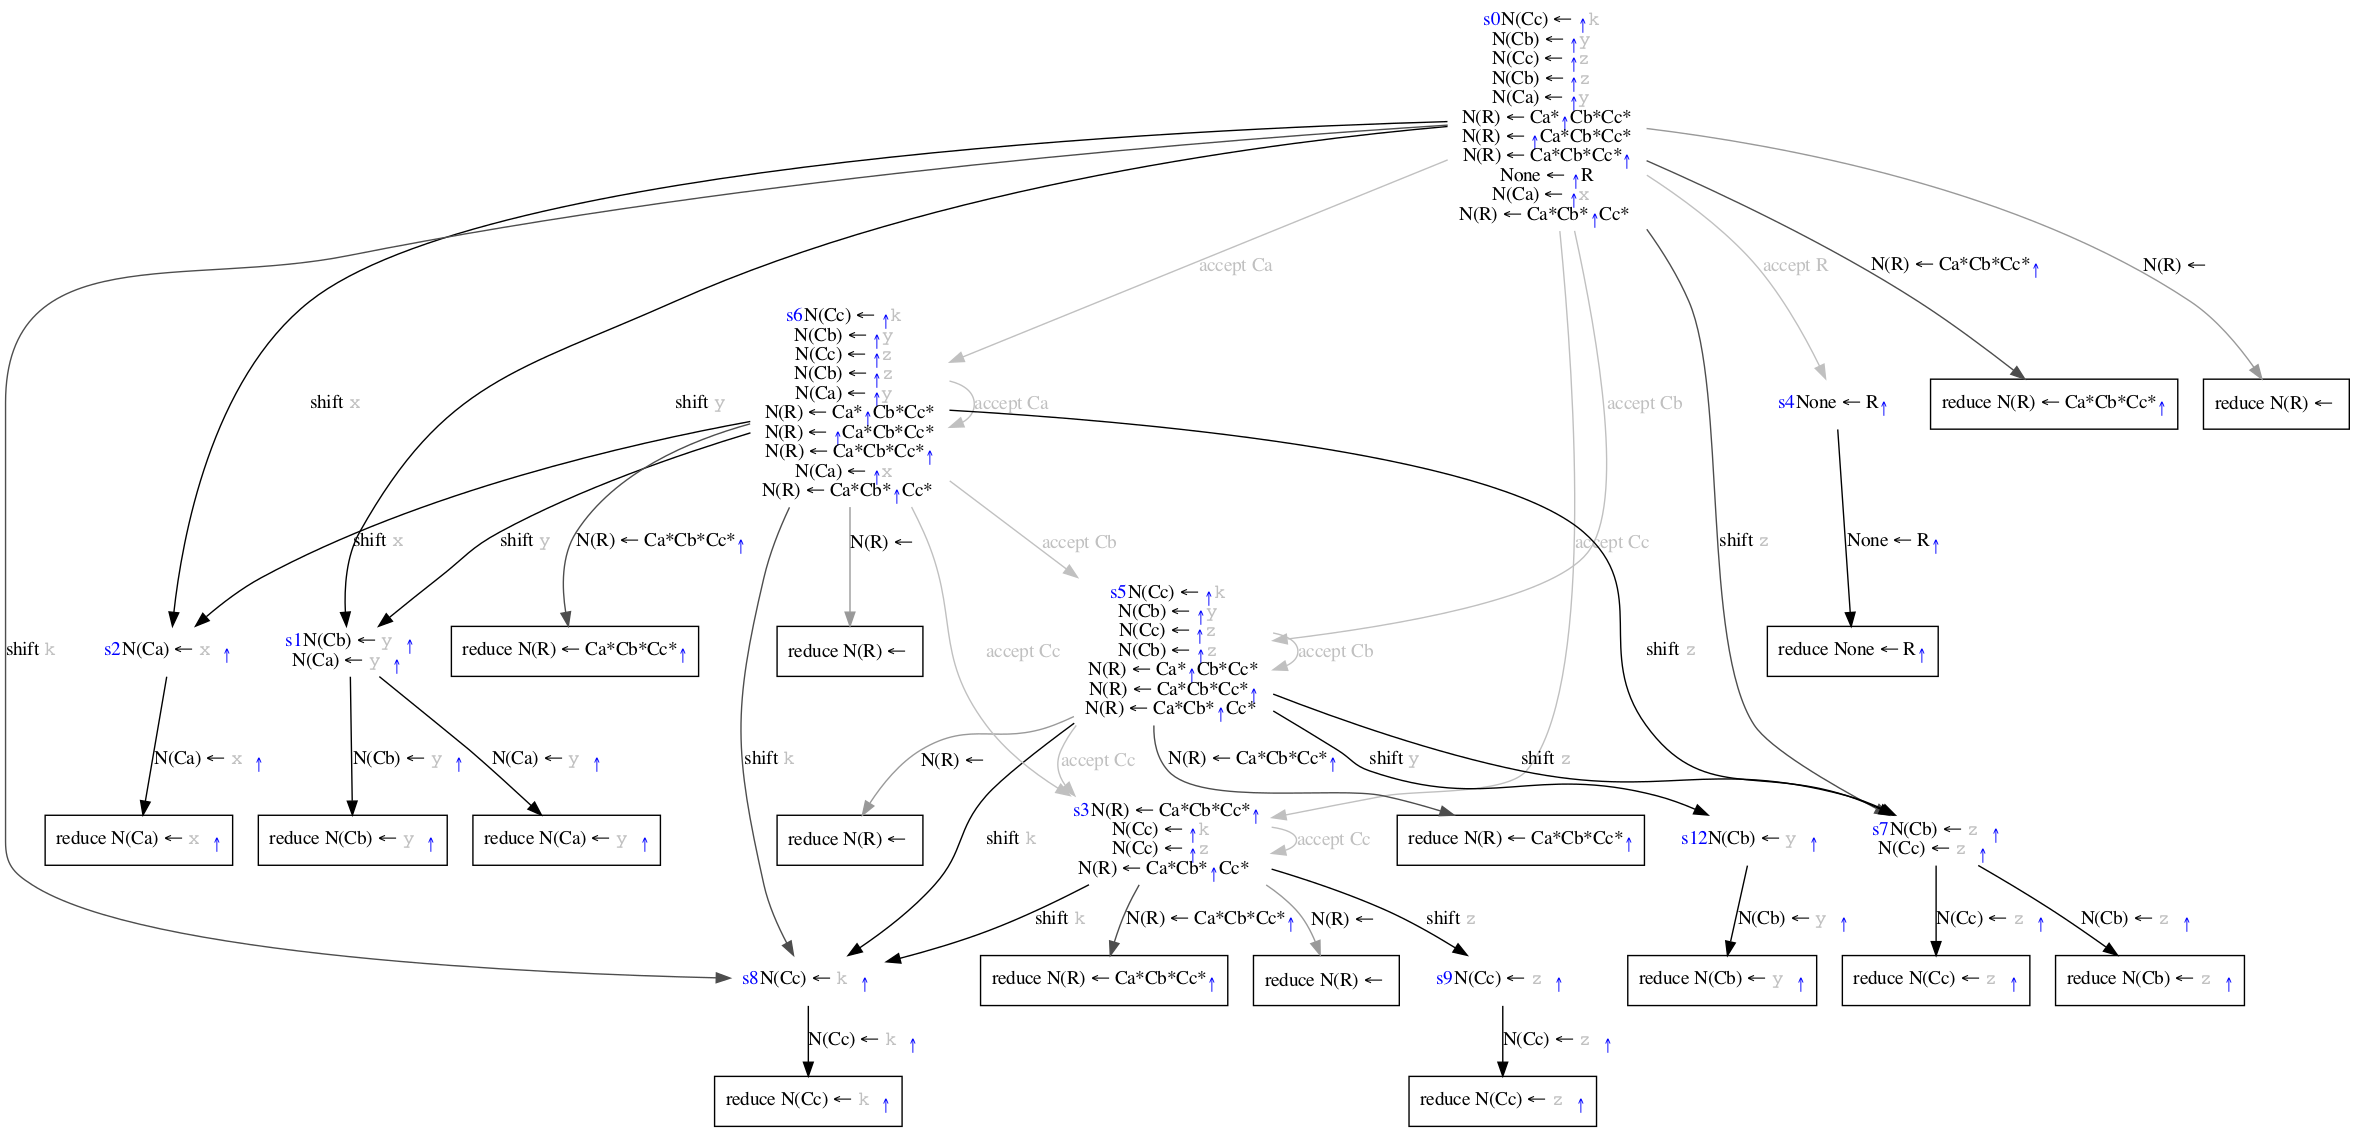 s0N(Cc) ← ↑k
N(Cb) ← ↑y
N(Cc) ← ↑z
N(Cb) ← ↑z
N(Ca) ← ↑y
N(R) ← Ca*↑Cb*Cc*
N(R) ← ↑Ca*Cb*Cc*
N(R) ← Ca*Cb*Cc*↑
None ← ↑R
N(Ca) ← ↑x
N(R) ← Ca*Cb*↑Cc*
accept Ca
accept R
N(R) ← Ca*Cb*Cc*↑
N(R) ←
s6N(Cc) ← ↑k
N(Cb) ← ↑y
N(Cc) ← ↑z
N(Cb) ← ↑z
N(Ca) ← ↑y
N(R) ← Ca*↑Cb*Cc*
N(R) ← ↑Ca*Cb*Cc*
N(R) ← Ca*Cb*Cc*↑
N(Ca) ← ↑x
N(R) ← Ca*Cb*↑Cc*
shift x
shift y
accept Ca
accept Cb
s4None ← R↑
reduce N(R) ← Ca*Cb*Cc*↑
reduce N(R) ←
shift x
shift y
N(R) ← Ca*Cb*Cc*↑
N(R) ←
accept Cb
accept Cc
shift z
None ← R↑
s5N(Cc) ← ↑k
N(Cb) ← ↑y
N(Cc) ← ↑z
N(Cb) ← ↑z
N(R) ← Ca*↑Cb*Cc*
N(R) ← Ca*Cb*Cc*↑
N(R) ← Ca*Cb*↑Cc*
shift k
s2N(Ca) ← x ↑
s1N(Cb) ← y ↑
N(Ca) ← y ↑
reduce N(R) ← Ca*Cb*Cc*↑
reduce N(R) ←
accept Cc
accept Cb
shift z
reduce None ← R↑
N(Ca) ← x ↑
N(Cb) ← y ↑
N(Ca) ← y ↑
shift k
N(R) ←
accept Cc
N(R) ← Ca*Cb*Cc*↑
shift y
shift z
reduce N(Ca) ← x ↑
reduce N(Cb) ← y ↑
reduce N(Ca) ← y ↑
reduce N(R) ←
shift k
s3N(R) ← Ca*Cb*Cc*↑
N(Cc) ← ↑k
N(Cc) ← ↑z
N(R) ← Ca*Cb*↑Cc*
accept Cc
reduce N(R) ← Ca*Cb*Cc*↑
s12N(Cb) ← y ↑
s7N(Cb) ← z ↑
N(Cc) ← z ↑
shift k
N(R) ← Ca*Cb*Cc*↑
N(R) ←
shift z
N(Cb) ← y ↑
N(Cc) ← z ↑
N(Cb) ← z ↑
s8N(Cc) ← k ↑
reduce N(R) ← Ca*Cb*Cc*↑
reduce N(R) ←
s9N(Cc) ← z ↑
reduce N(Cb) ← y ↑
reduce N(Cc) ← z ↑
reduce N(Cb) ← z ↑
N(Cc) ← k ↑
N(Cc) ← z ↑
reduce N(Cc) ← k ↑
reduce N(Cc) ← z ↑